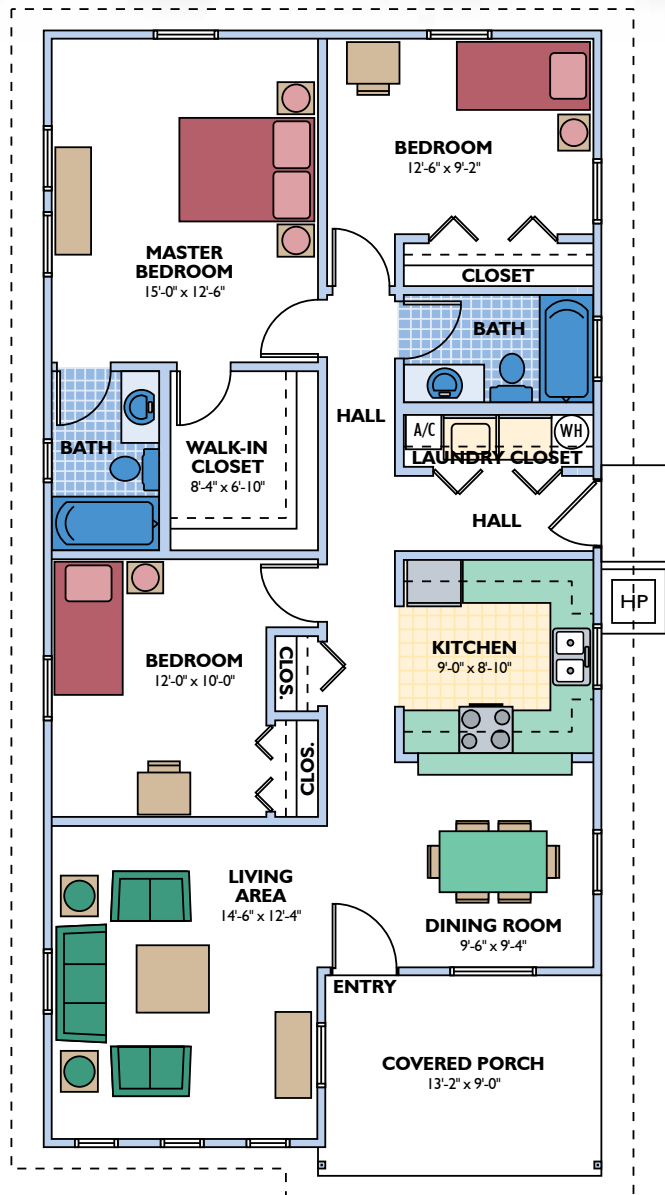 BEDROOM
12'-6" x 9'-2"
MASTER
BEDROOM
15'-0" x 12'-6"
CLOSET
BATH
HALL
A/C
WH
LAUNDRY CLOSET
BATH
WALK-IN
CLOSET
8'-4" x 6'-10"
HALL
HP
BEDROOM
12'-0" x 10'-0"
CLOS.
KITCHEN
9'-0" x 8'-10"
CLOS.
LIVING
AREA
14'-6" x 12'-4"
DINING ROOM
9'-6" x 9'-4"
ENTRY
COVERED PORCH
13'-2" x 9'-0"